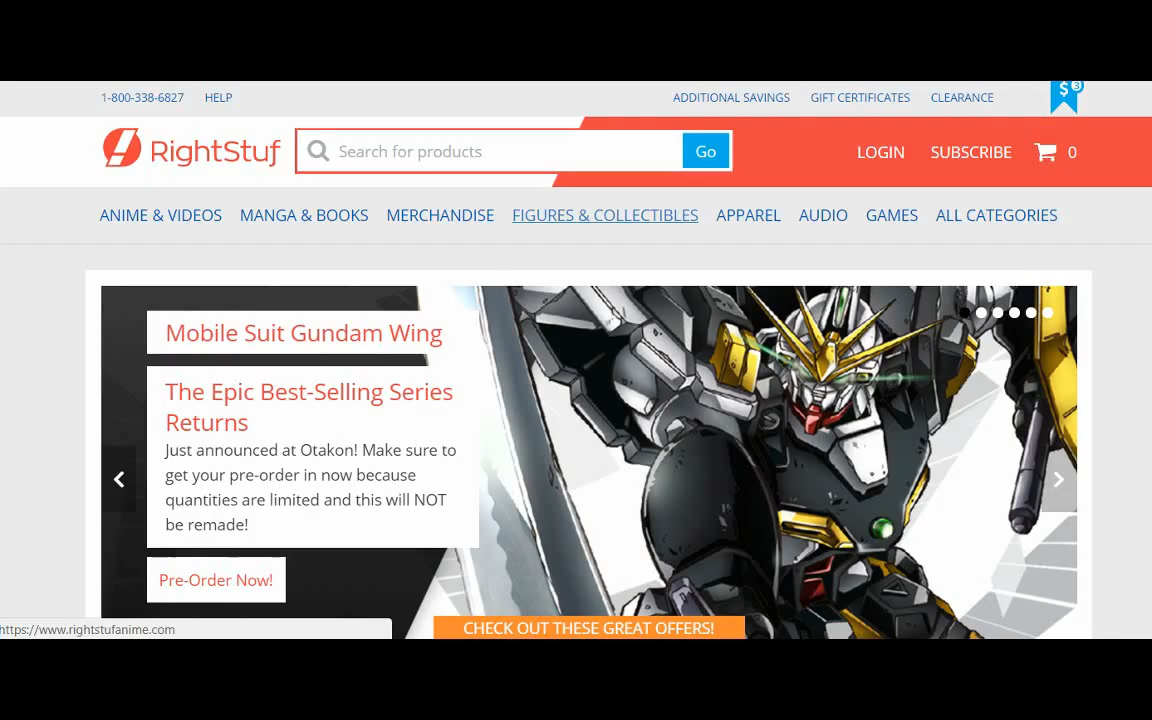 1-800-338-6827 HELP ADDITIONAL SAVINGS GIFT CERTIFICATES CLEARANCE $ 3
RightStuf Search for products Go LOGIN SUBSCRIBE 0
ANIME & VIDEOS MANGA & BOOKS MERCHANDISE FIGURES & COLLECTIBLES APPAREL AUDIO GAMES ALL CATEGORIES
Mobile Suit Gundam Wing
The Epic Best-Selling Series
Returns
Just announced at Otakon! Make sure to
get your pre-order in now because
quantities are limited and this will NOT
be remade!
Pre-Order Now!
CHECK OUT THESE GREAT OFFERS!
https://www.rightstufanime.com